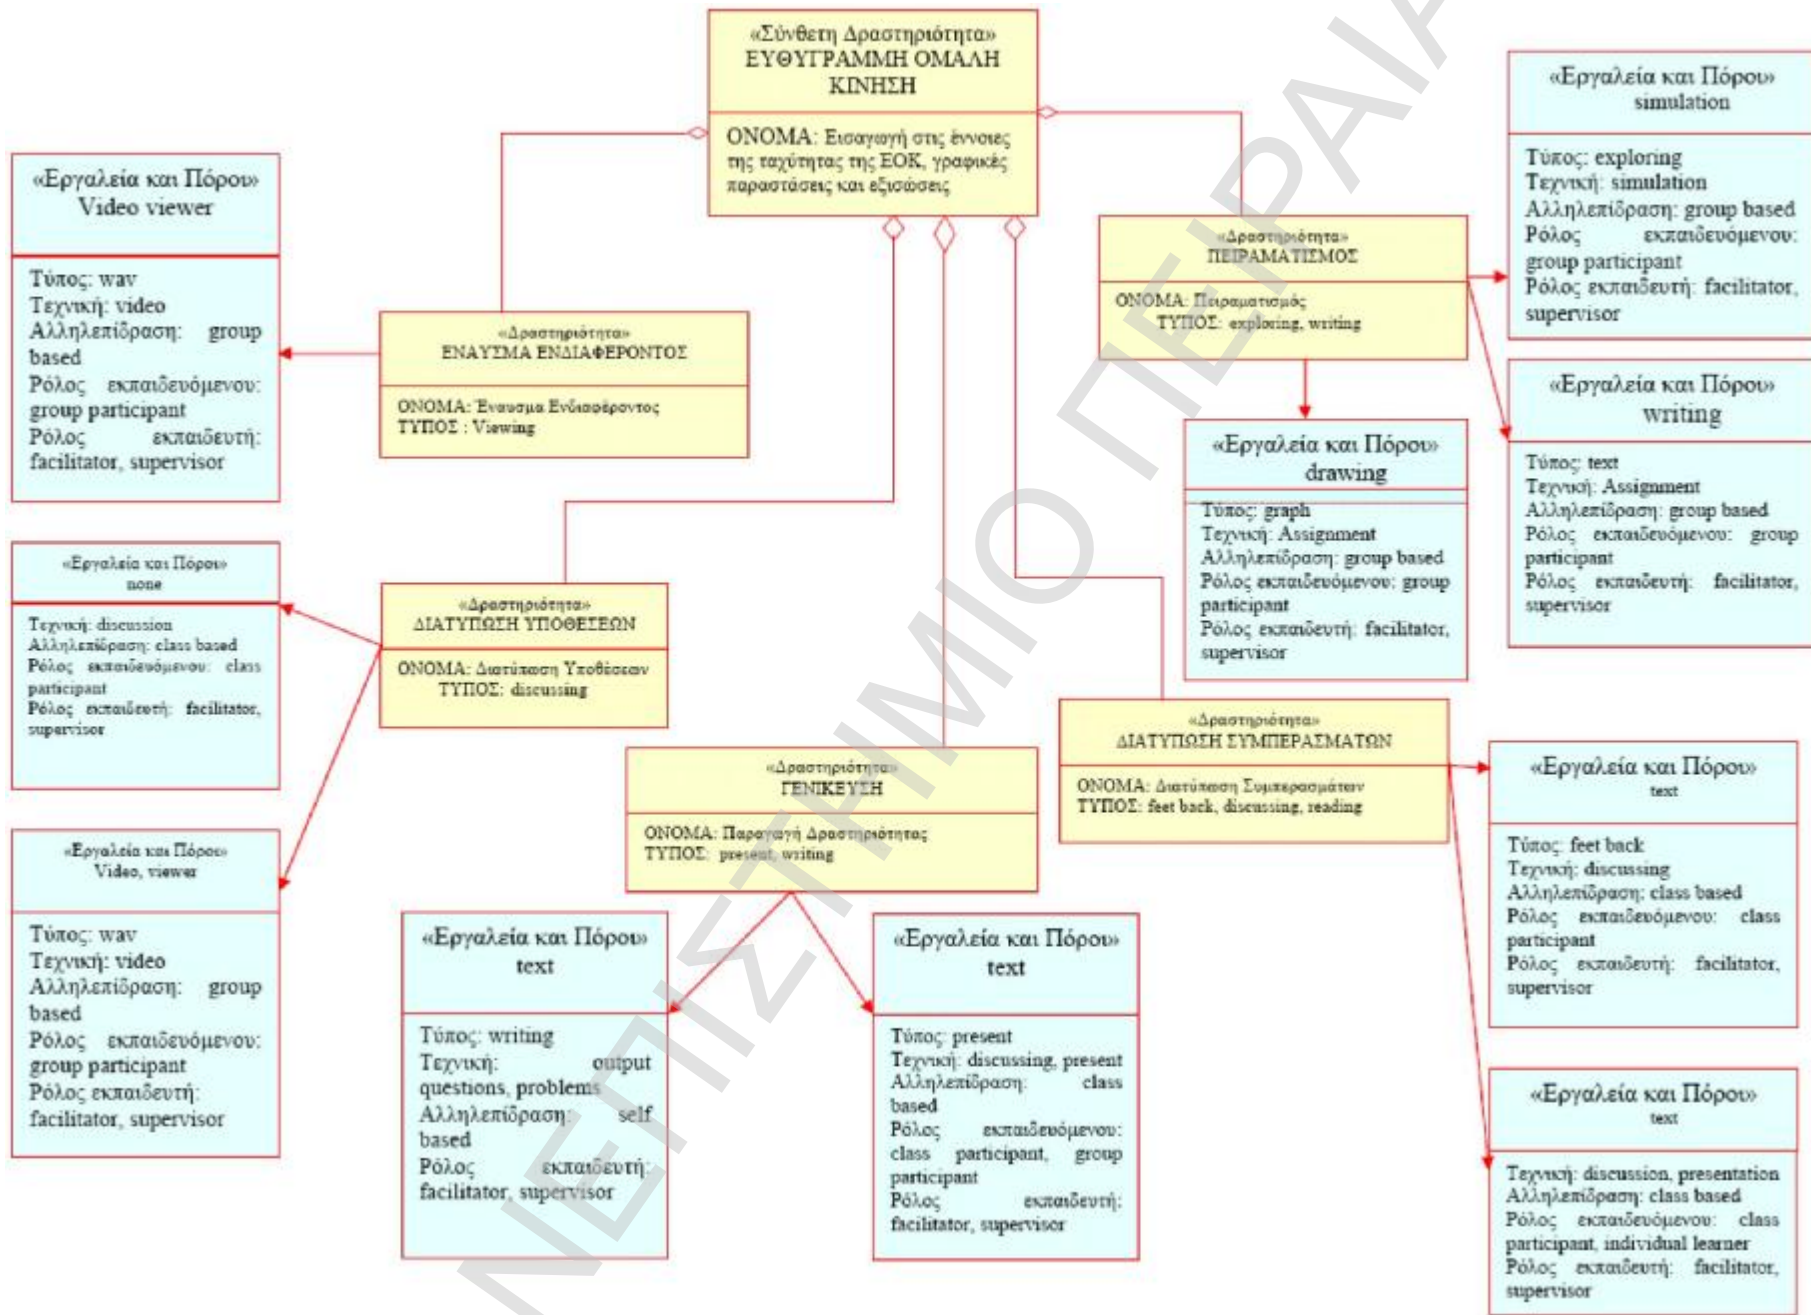 «Σύνθετη Δραστηριότητα»
ΕΥΘΥΓΡΑΜΜΗ ΟΜΑΛΗ
ΚΙΝΗΣΗ
ΟΝΟΜΑ: Εισαγωγή στις έννοιες
της ταχύτητας της ΕΟΚ, γραφικές
παραστάσεις και εξισώσεις
«Εργαλεία και Πόροι»
Video viewer
Τύπος: wav
Τεχνική: video
Αλληλεπίδραση: group
based
Ρόλος εκπαιδευόμενου:
group participant
Ρόλος εκπαιδευτή:
facilitator, supervisor
«Δραστηριότητα»
ΕΝΑΥΣΜΑ ΕΝΔΙΑΦΕΡΟΝΤΟΣ
ΟΝΟΜΑ: Έναυσμα Ενδιαφέροντος
ΤΥΠΟΣ : Viewing
«Δραστηριότητα»
ΠΕΙΡΑΜΑΤΙΣΜΟΣ
ΟΝΟΜΑ: Πειραματισμός
ΤΥΠΟΣ: exploring, writing
«Εργαλεία και Πόροι»
simulation
Τύπος: exploring
Τεχνική: simulation
Αλληλεπίδραση: group based
Ρόλος εκπαιδευόμενου:
group participant
Ρόλος εκπαιδευτή: facilitator,
supervisor
«Εργαλεία και Πόροι»
writing
Τύπος: text
Τεχνική: Assignment
Αλληλεπίδραση: group based
Ρόλος εκπαιδευόμενου: group
participant
Ρόλος εκπαιδευτή: facilitator,
supervisor
«Εργαλεία και Πόροι»
drawing
Τύπος: graph
Τεχνική: Assignment
Αλληλεπίδραση: group based
Ρόλος εκπαιδευόμενου: group
participant
Ρόλος εκπαιδευτή: facilitator,
supervisor
«Εργαλεία και Πόροι»
none
Τεχνική: discussion
Αλληλεπίδραση: class based
Ρόλος εκπαιδευόμενου: class
participant
Ρόλος εκπαιδευτή: facilitator,
supervisor
«Δραστηριότητα»
ΔΙΑΤΥΠΩΣΗ ΥΠΟΘΕΣΕΩΝ
ΟΝΟΜΑ: Διατύπωση Υποθέσεων
ΤΥΠΟΣ: discussing
«Εργαλεία και Πόροι»
Video, viewer
Τύπος: wav
Τεχνική: video
Αλληλεπίδραση: group
based
Ρόλος εκπαιδευόμενου:
group participant
Ρόλος εκπαιδευτή:
facilitator, supervisor
«Δραστηριότητα»
ΓΕΝΙΚΕΥΣΗ
ΟΝΟΜΑ: Παραγωγή Δραστηριότητας
ΤΥΠΟΣ: present, writing
«Εργαλεία και Πόροι»
text
Τύπος: writing
Τεχνική: output
questions, problems
Αλληλεπίδραση: self
based
Ρόλος εκπαιδευτή:
facilitator, supervisor
«Εργαλεία και Πόροι»
text
Τύπος: present
Τεχνική: discussing, present
Αλληλεπίδραση: class
based
Ρόλος εκπαιδευόμενου:
class participant, group
participant
Ρόλος εκπαιδευτή:
facilitator, supervisor
«Δραστηριότητα»
ΔΙΑΤΥΠΩΣΗ ΣΥΜΠΕΡΑΣΜΑΤΩΝ
ΟΝΟΜΑ: Διατύπωση Συμπερασμάτων
ΤΥΠΟΣ: feet back, discussing, reading
«Εργαλεία και Πόροι»
text
Τύπος: feet back
Τεχνική: discussing
Αλληλεπίδραση: class based
Ρόλος εκπαιδευόμενου: class
participant
Ρόλος εκπαιδευτή: facilitator,
supervisor
«Εργαλεία και Πόροι»
text
Τεχνική: discussion, presentation
Αλληλεπίδραση: class based
Ρόλος εκπαιδευόμενου: class
participant, individual learner
Ρόλος εκπαιδευτή: facilitator,
supervisor
ΝΕΠΙΣΤΗΜΙΟ ΠΕΙΡΑΙΑ